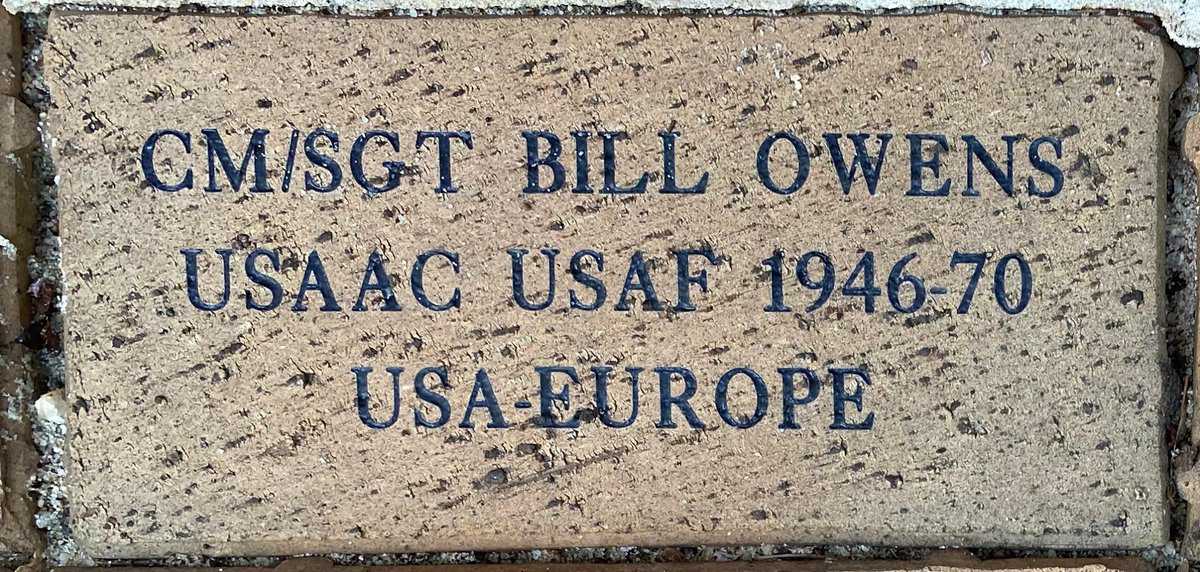 CM/SGT BILL OWENS
USAAC USAF 1946-70
USA-EUROPE